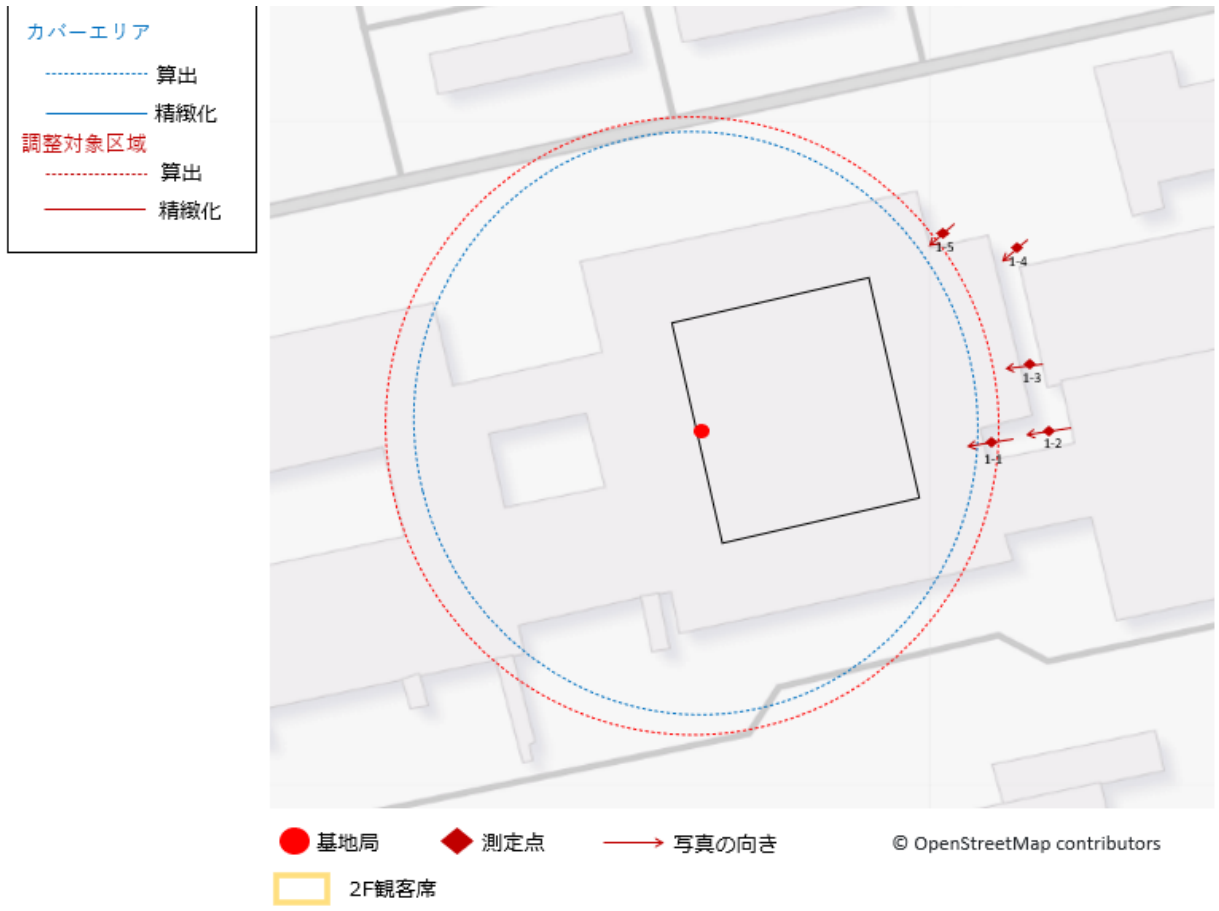 カバーエリア
算出
精緻化
調整対象区域
算出
精緻化
1-5
1-4
1-3
1-2
1-1
基地局
測定点
写真の向き
© OpenStreetMap contributors
2F観客席